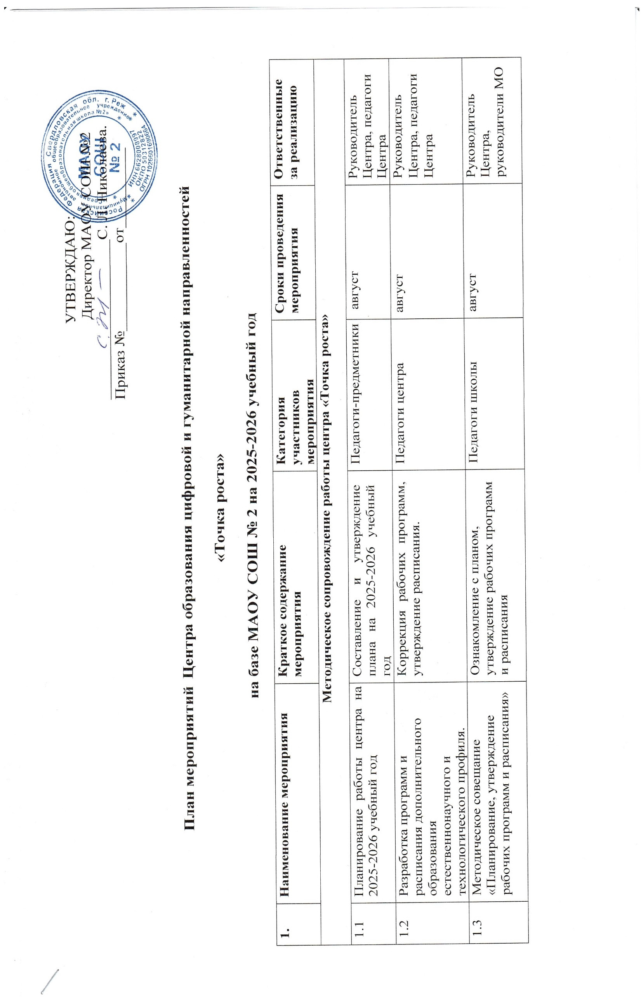 УТВЕРЖДАЮ:
Директор МАОУ СОШ №2
С. Л. Николаева.
Приказ № от
Российская Федерация Свердловская обл. г. Реж
Муниципальное автономное общеобразовательное учреждение
«Средняя общеобразовательная школа №2»
МАОУ
СОШ
№ 2
ИНН 6628008997
ОКПО 50312822
ОГРН 1026601690664
План мероприятий Центра образования цифровой и гуманитарной направленностей
«Точка роста»
на базе МАОУ СОШ № 2 на 2025-2026 учебный год
1.
Наименование мероприятия
Краткое содержание
мероприятия
Категория
участников
мероприятия
Сроки проведения
мероприятия
Ответственные
за реализацию
Методическое сопровождение работы центра «Точка роста»
1.1
Планирование работы центра на
2025-2026 учебный год
Составление и утверждение
плана на 2025-2026 учебный
год
Педагоги-предметники
август
Руководитель
Центра, педагоги
Центра
1.2
Разработка программ и
расписания дополнительного
образования
естественнонаучного и
технологического профиля.
Коррекция рабочих программ,
утверждение расписания.
Педагоги центра
август
Руководитель
Центра, педагоги
Центра
1.3
Методическое совещание
«Планирование, утверждение
рабочих программ и расписания»
Ознакомление с планом,
утверждение рабочих программ
и расписания
Педагоги школы
август
Руководитель
Центра,
руководители МО